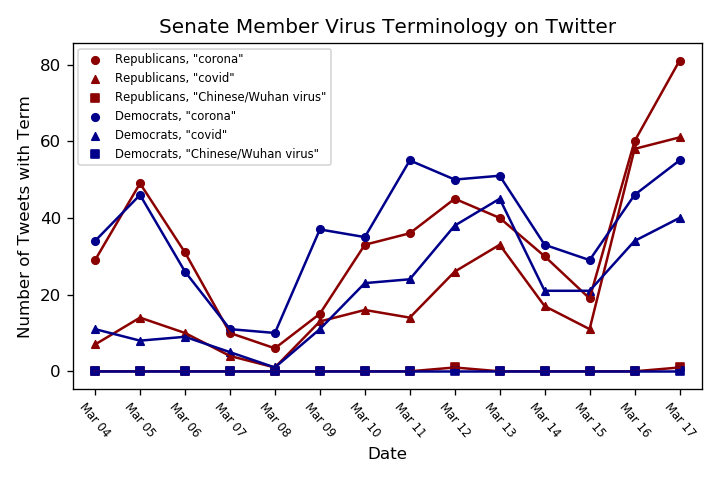 Senate Member Virus Terminology on Twitter
Republicans, "corona"
Republicans, "covid"
Republicans, "Chinese/Wuhan virus"
Democrats, "corona"
Democrats, "covid"
Democrats, "Chinese/Wuhan virus"
Number of Tweets with Term
80
60
40
20
0
Mar 04
Mar 05
Mar 06
Mar 07
Mar 08
Mar 09
Mar 10
Mar 11
Mar 12
Mar 13
Mar 14
Mar 15
Mar 16
Mar 17
Date